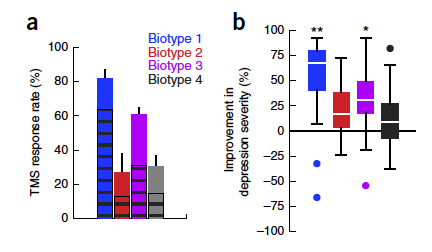 a
TMS response rate (%)
100
80
60
40
20
0
Biotype 1
Biotype 2
Biotype 3
Biotype 4
b
Improvement in
depression severity (%)
100
75
50
25
0
−25
−50
−75
−100
**
*